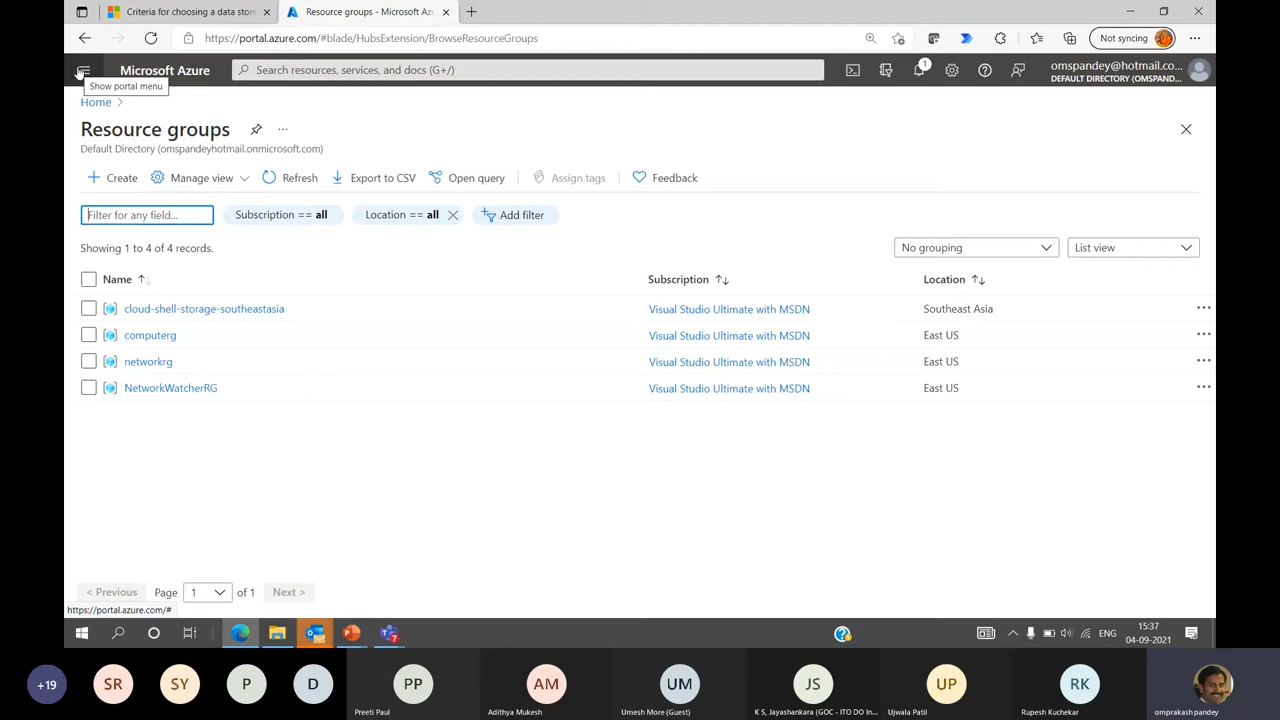 Criteria for choosing a data stor
Resource groups - Microsoft Azu
https://portal.azure.com/#blade/HubsExtension/BrowseResourceGroups
Not syncing
Microsoft Azure
Search resources, services, and docs (G+/)
1
omspandey@hotmail.co...
DEFAULT DIRECTORY (OMSPAND...
Show portal menu
Home
Resource groups
Default Directory (omspandeyhotmail.onmicrosoft.com)
Create
Manage view
Refresh
Export to CSV
Open query
Assign tags
Feedback
Filter for any field...
Subscription == all
Location == all
Add filter
Showing 1 to 4 of 4 records.
No grouping
List view
Name
Subscription
Location
cloud-shell-storage-southeastasia
Visual Studio Ultimate with MSDN
Southeast Asia
computerg
Visual Studio Ultimate with MSDN
East US
networkrg
Visual Studio Ultimate with MSDN
East US
NetworkWatcherRG
Visual Studio Ultimate with MSDN
East US
< Previous
Page
1
of 1
Next >
https://portal.azure.com/#
ENG
15:37
04-09-2021
+19
SR
SY
P
D
PP
AM
UM
JS
UP
RK
Preeti Paul
Adithya Mukesh
Umesh More (Guest)
K S, Jayashankara (GOC - ITO DO In...
Ujwala Patil
Rupesh Kuchekar
omprakash pandey